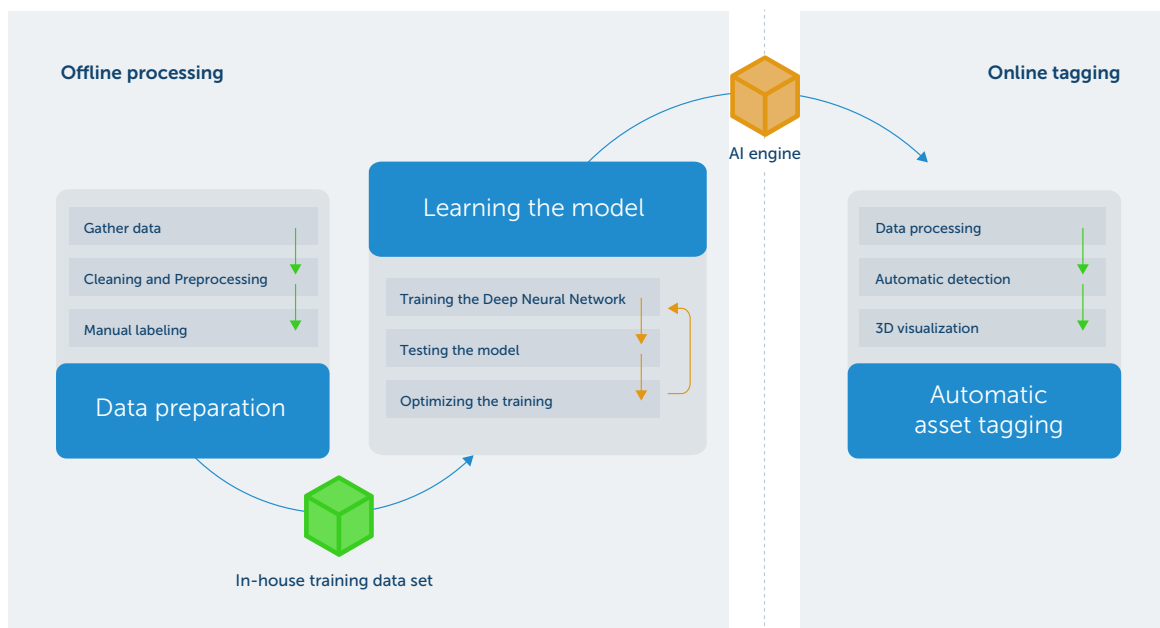 Offline processing
Gather data
Cleaning and Preprocessing
Manual labeling
Data preparation
In-house training data set
Learning the model
Training the Deep Neural Network
Testing the model
Optimizing the training
AI engine
Online tagging
Data processing
Automatic detection
3D visualization
Automatic
asset tagging